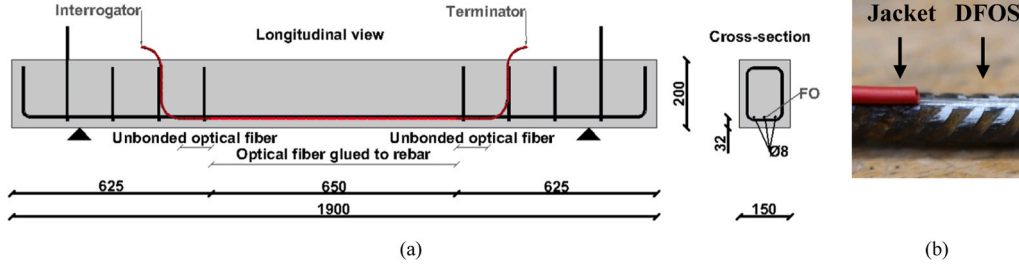 Interrogator
Terminator
Longitudinal view
Cross-section
Jacket DFOS
FO
200
Unbonded optical fiber
Unbonded optical fiber
32
Ø8
Optical fiber glued to rebar
625
650
625
1900
150
(a)
(b)